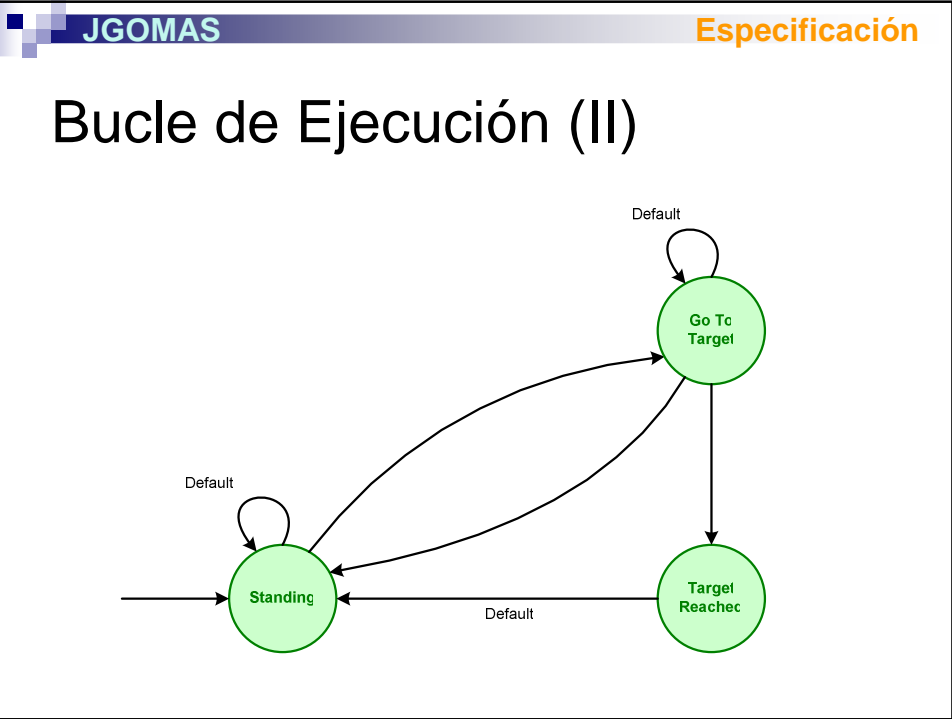 JGOMAS
Especificación
Bucle de Ejecución (II)
Default
Go To
Target
Default
Standing
Target
Reached
Default